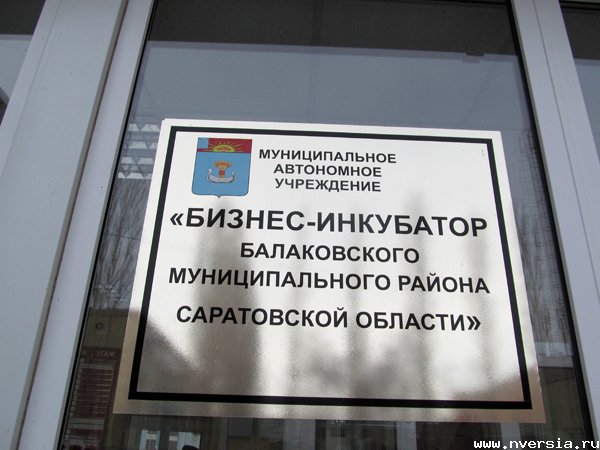 МУНИЦИПАЛЬНОЕ
АВТОНОМНОЕ
УЧРЕЖДЕНИЕ
«БИЗНЕС-ИНКУБАТОР
БАЛАКОВСКОГО
МУНИЦИПАЛЬНОГО РАЙОНА
САРАТОВСКОЙ ОБЛАСТИ»
www.nversia.ru